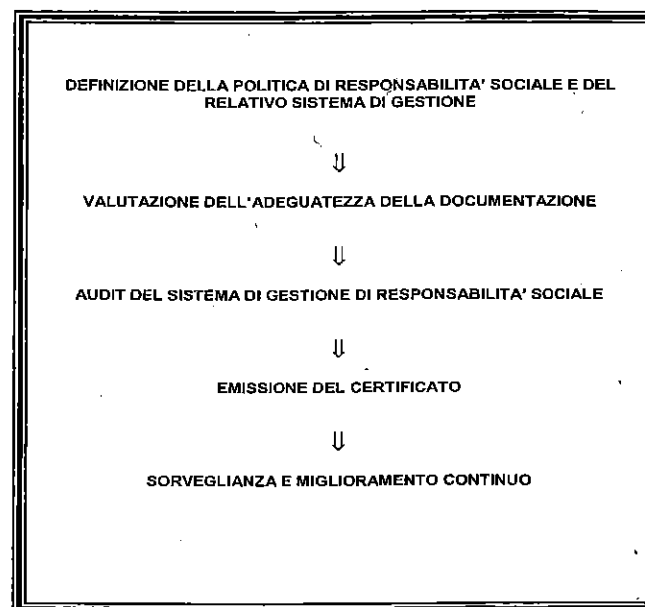 DEFINIZIONE DELLA POLITICA DI RESPONSABILITA' SOCIALE E DEL
RELATIVO SISTEMA DI GESTIONE
⇓
VALUTAZIONE DELL'ADEGUATEZZA DELLA DOCUMENTAZIONE
⇓
AUDIT DEL SISTEMA DI GESTIONE DI RESPONSABILITA' SOCIALE
⇓
EMISSIONE DEL CERTIFICATO
⇓
SORVEGLIANZA E MIGLIORAMENTO CONTINUO